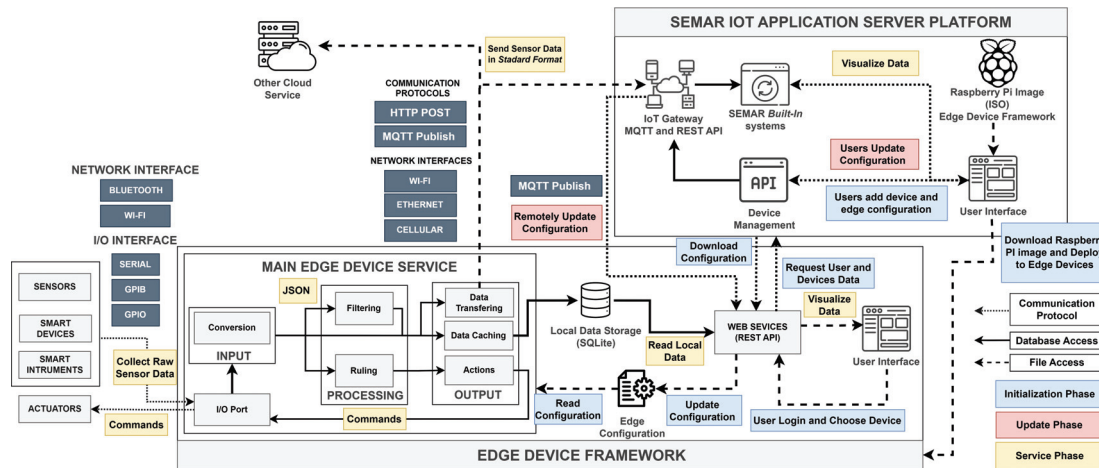 SEMAR IOT APPLICATION SERVER PLATFORM
Other Cloud
Service
Send Sensor Data
in Stadard Format
COMMUNICATION
PROTOCOLS
HTTP POST
MQTT Publish
NETWORK INTERFACES
WI-FI
ETHERNET
CELLULAR
IoT Gateway
MQTT and REST API
SEMAR Built-In
systems
Visualize Data
Raspberry Pi Image
(ISO)
Edge Device Framework
Users Update
Configuration
API
Device
Management
Users add device and
edge configuration
User Interface
NETWORK INTERFACE
BLUETOOTH
WI-FI
I/O INTERFACE
SERIAL
GPIB
GPIO
MQTT Publish
Remotely Update
Configuration
Download
Configuration
Request User and
Devices Data
Download Raspberry
PI image and Deploy
to Edge Devices
SENSORS
SMART
DEVICES
SMART
INTRUMENTS
ACTUATORS
Collect Raw
Sensor Data
Commands
MAIN EDGE DEVICE SERVICE
JSON
Conversion
INPUT
I/O Port
Filtering
Ruling
PROCESSING
Commands
Data
Transfering
Data Caching
Actions
OUTPUT
Local Data Storage
(SQLite)
Read Local
Data
WEB SEVICES
(REST API)
Visualize
Data
User Interface
Read
Configuration
Edge
Configuration
Update
Configuration
User Login and Choose Device
EDGE DEVICE FRAMEWORK
Communication
Protocol
Database Access
File Access
Initialization Phase
Update Phase
Service Phase